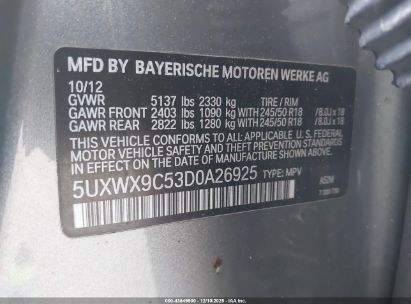 MFD BY BAYERISCHE MOTOREN WERKE AG
10/12
GVWR 5137 lbs 2330 kg TIRE / RIM
GAWR FRONT 2403 lbs 1090 kg WITH 245/50 R18 / 8.0J x 18
GAWR REAR 2822 lbs 1280 kg WITH 245/50 R18 / 8.0J x 18
THIS VEHICLE CONFORMS TO ALL APPLICABLE U.S.
FEDERAL MOTOR VEHICLE SAFETY STANDARDS IN
EFFECT ON THE DATE OF MANUFACTURE SHOWN ABOVE.
5UXWX9C53D0A26925 TYPE: MPV